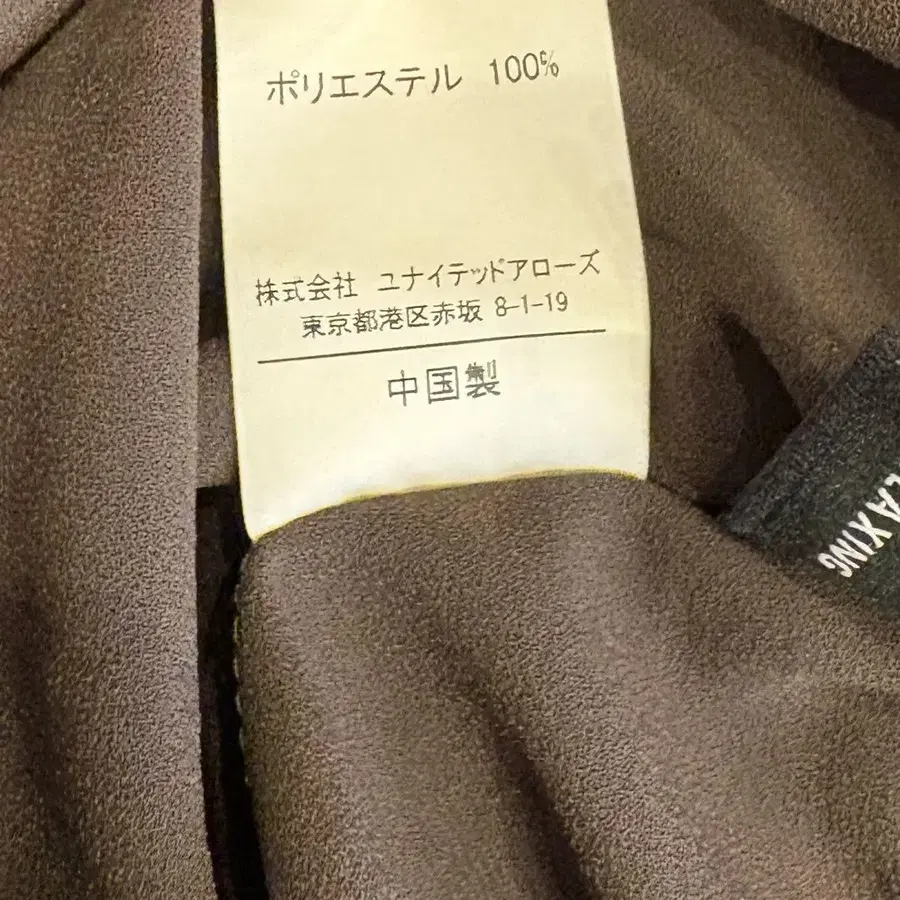 ポリエステル 100%
株式会社 ユナイテッドアローズ
東京都港区赤坂 8-1-19
中国製